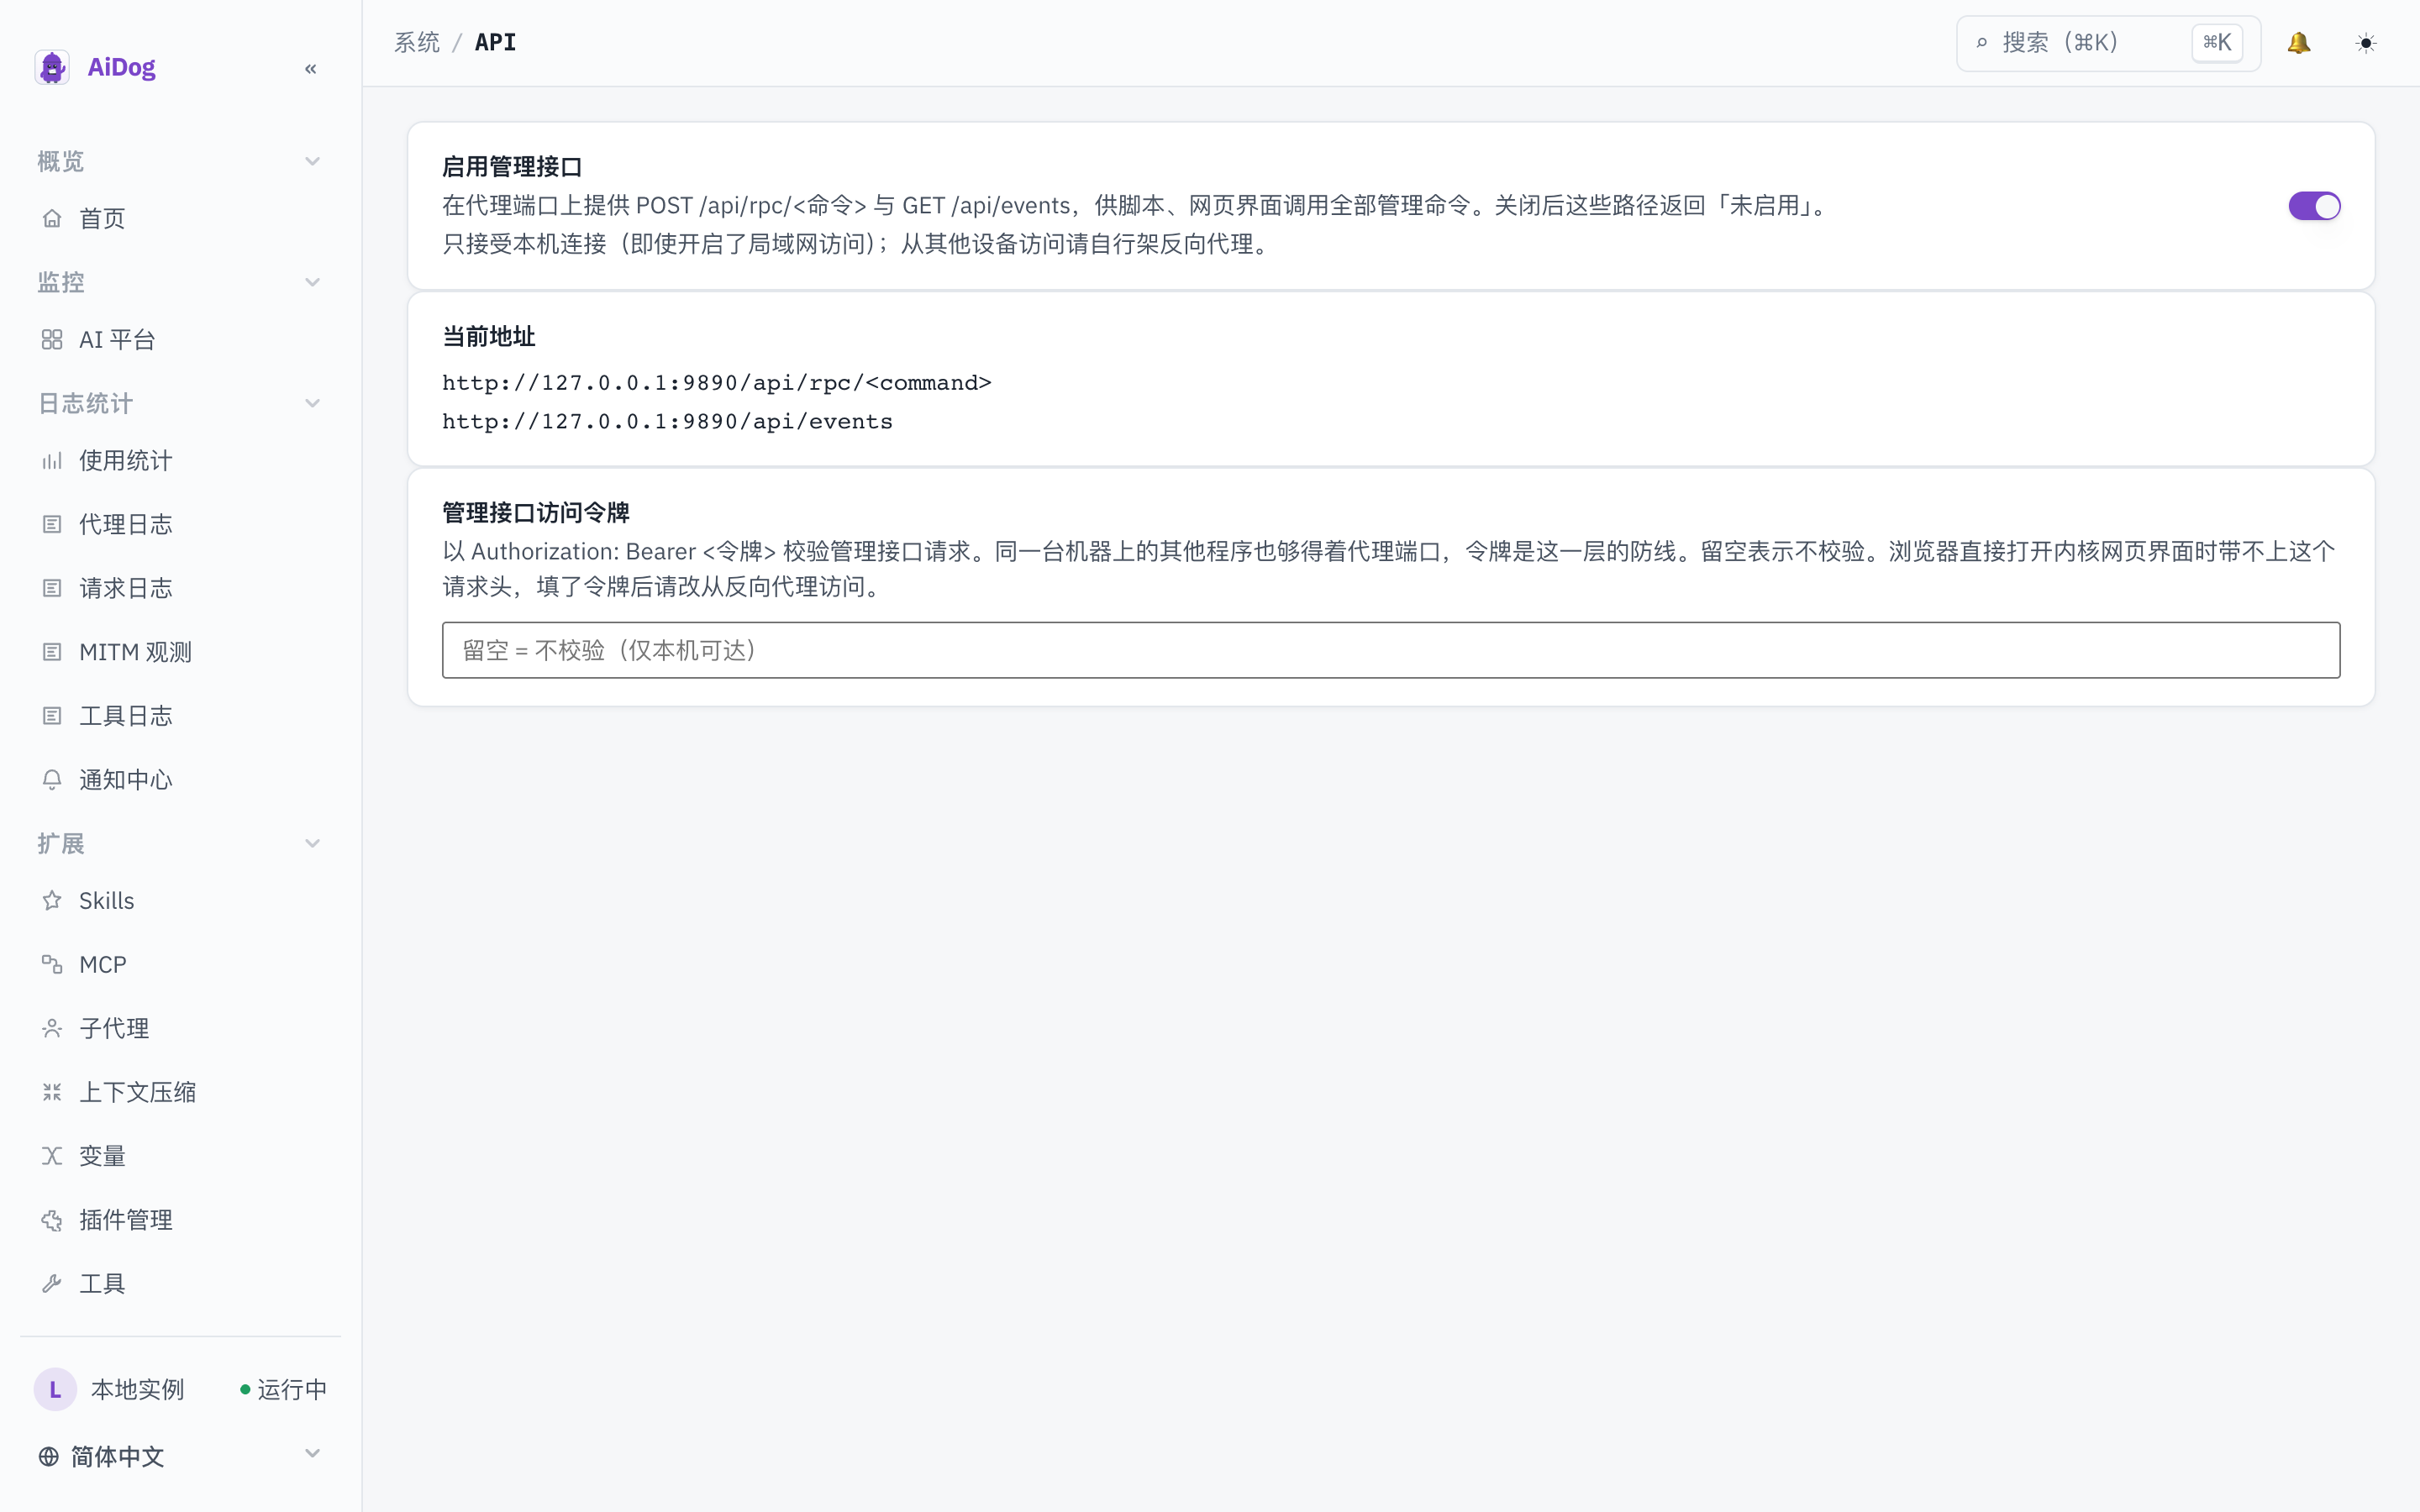 AiDog
«
概览
首页
监控
AI 平台
日志统计
使用统计
代理日志
请求日志
MITM 观测
工具日志
通知中心
扩展
Skills
MCP
子代理
上下文压缩
变量
插件管理
工具
L 本地实例 运行中
简体中文
系统 / API
搜索（⌘K） ⌘K
启用管理接口
在代理端口上提供 POST /api/rpc/<命令> 与 GET /api/events，供脚本、网页界面调用全部管理命令。关闭后这些路径返回「未启用」。
只接受本机连接（即使开启了局域网访问）；从其他设备访问请自行架反向代理。
当前地址
http://127.0.0.1:9890/api/rpc/<command>
http://127.0.0.1:9890/api/events
管理接口访问令牌
以 Authorization: Bearer <令牌> 校验管理接口请求。同一台机器上的其他程序也够得着代理端口，令牌是这一层的防线。留空表示不校验。浏览器直接打开内核网页界面时带不上这个
请求头，填了令牌后请改从反向代理访问。
留空 = 不校验（仅本机可达）